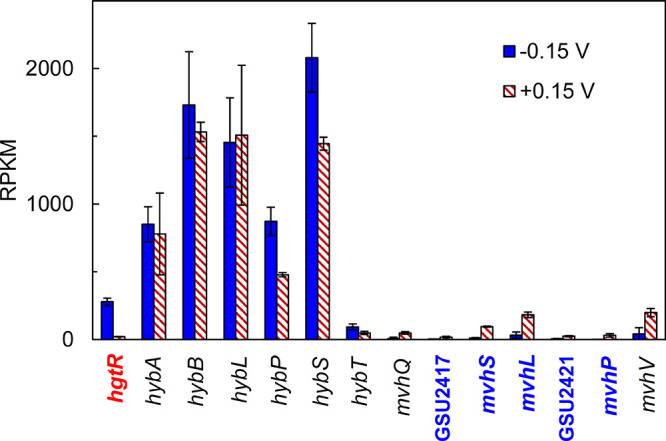 -0.15 V
+0.15 V
RPKM
2000
1000
0
hgtR
hybA
hybB
hybL
hybP
hybS
hybT
mvhQ
GSU2417
mvhS
mvhL
GSU2421
mvhP
mvhV